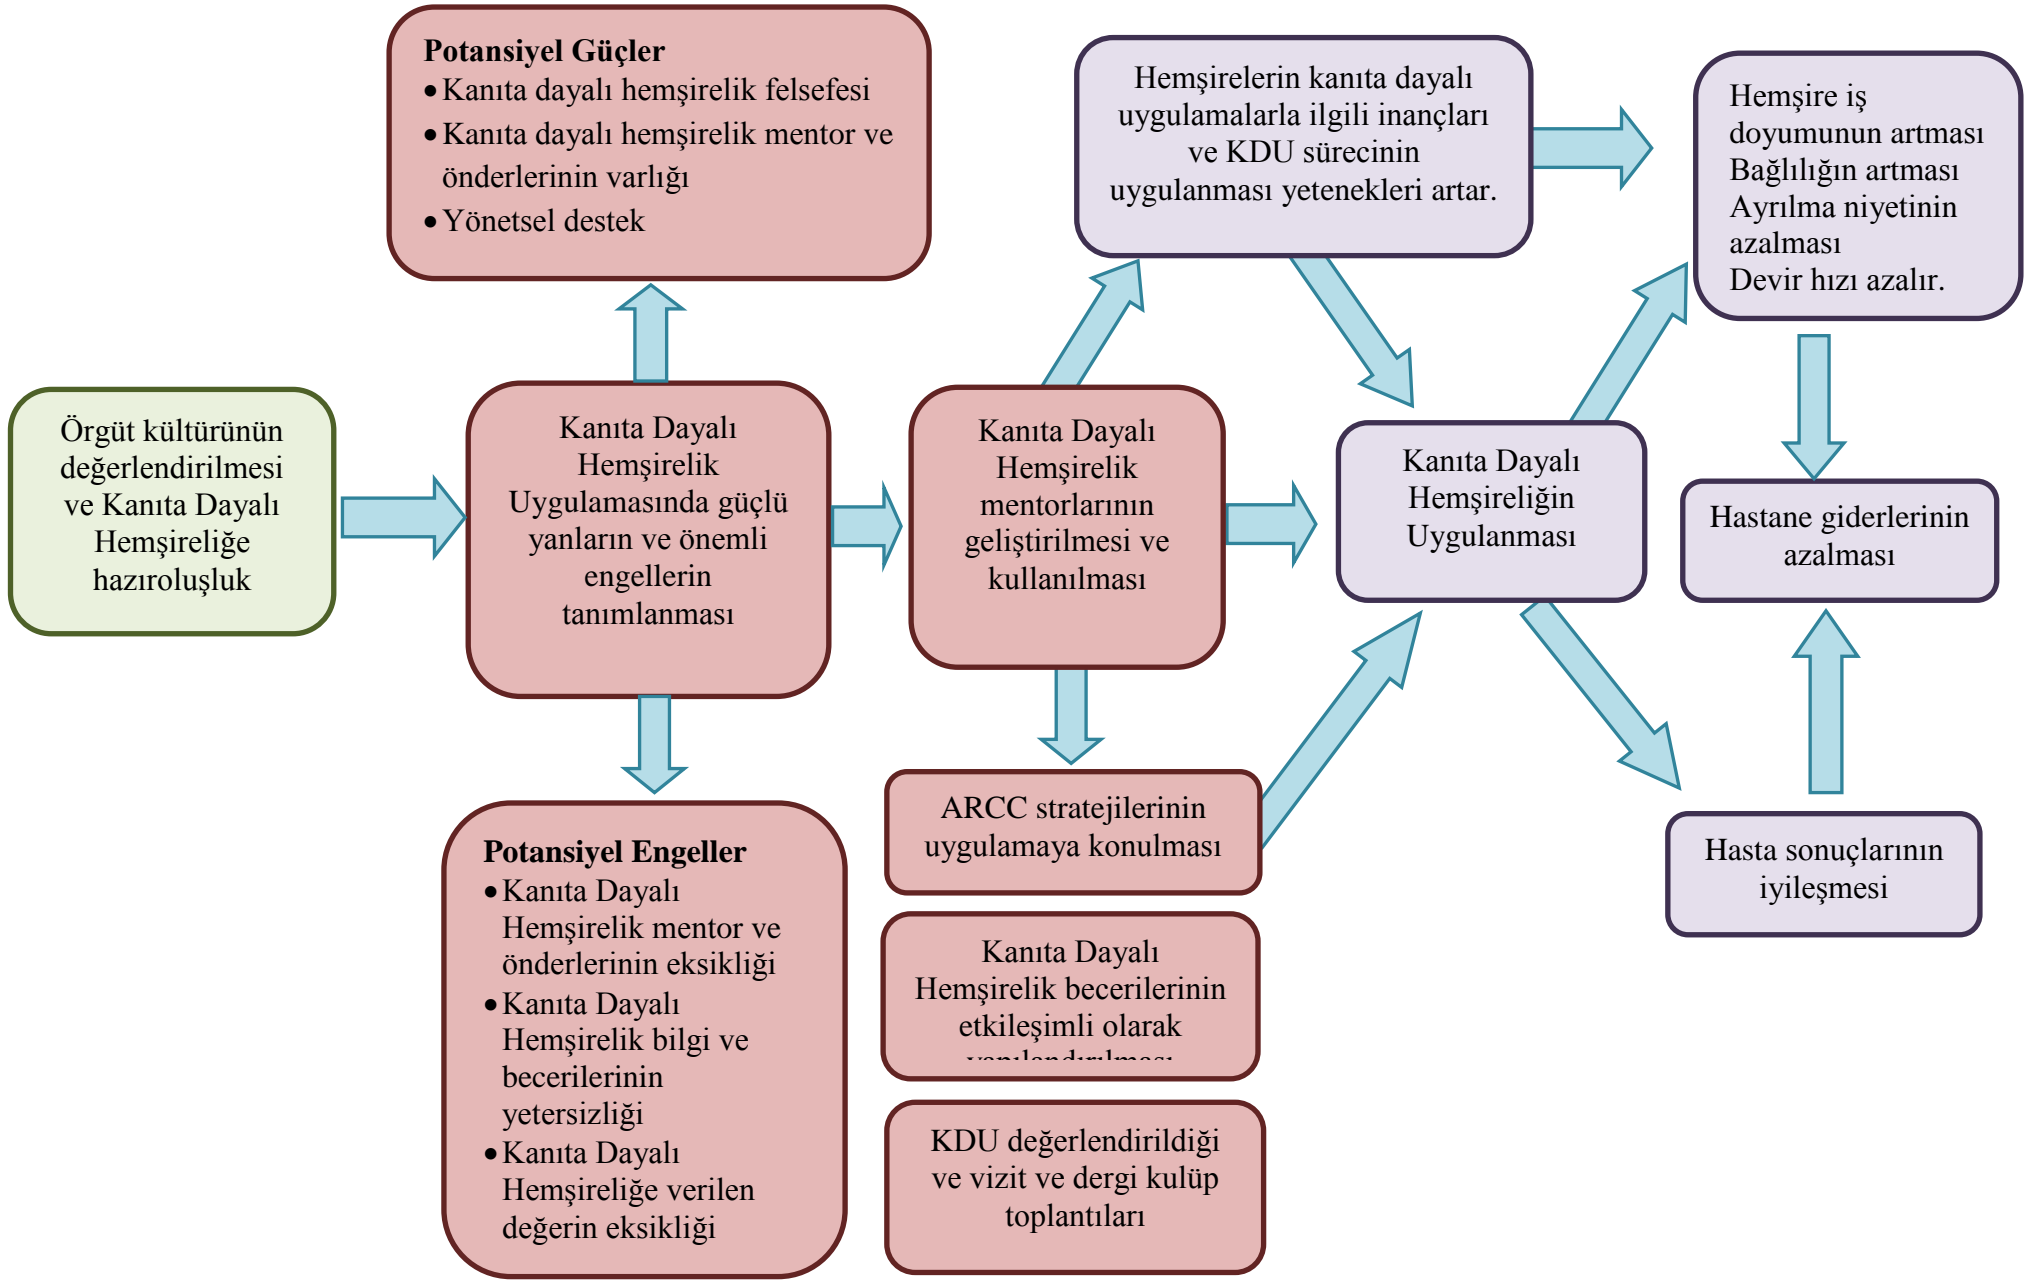 Potansiyel Güçler
• Kanıta dayalı hemşirelik felsefesi
• Kanıta dayalı hemşirelik mentor ve
önderlerinin varlığı
• Yönetsel destek
Hemşirelerin kanıta dayalı
uygulamalarla ilgili inançları
ve KDU sürecinin
uygulanması yetenekleri artar.
Hemşire iş
doyumunun artması
Bağlılığın artması
Ayrılma niyetinin
azalması
Devir hızı azalır.
Örgüt kültürünün
değerlendirilmesi
ve Kanıta Dayalı
Hemşireliğe
hazıroluşluk
Kanıta Dayalı
Hemşirelik
Uygulamasında güçlü
yanların ve önemli
engellerin
tanımlanması
Kanıta Dayalı
Hemşirelik
mentorlarının
geliştirilmesi ve
kullanılması
Kanıta Dayalı
Hemşireliğin
Uygulanması
Hastane giderlerinin
azalması
Potansiyel Engeller
• Kanıta Dayalı
Hemşirelik mentor ve
önderlerinin eksikliği
• Kanıta Dayalı
Hemşirelik bilgi ve
becerilerinin
yetersizliği
• Kanıta Dayalı
Hemşireliğe verilen
değerin eksikliği
ARCC stratejilerinin
uygulamaya konulması
Kanıta Dayalı
Hemşirelik becerilerinin
etkileşimli olarak
yapılandırılması
KDU değerlendirildiği
ve vizit ve dergi kulüp
toplantıları
Hasta sonuçlarının
iyileşmesi